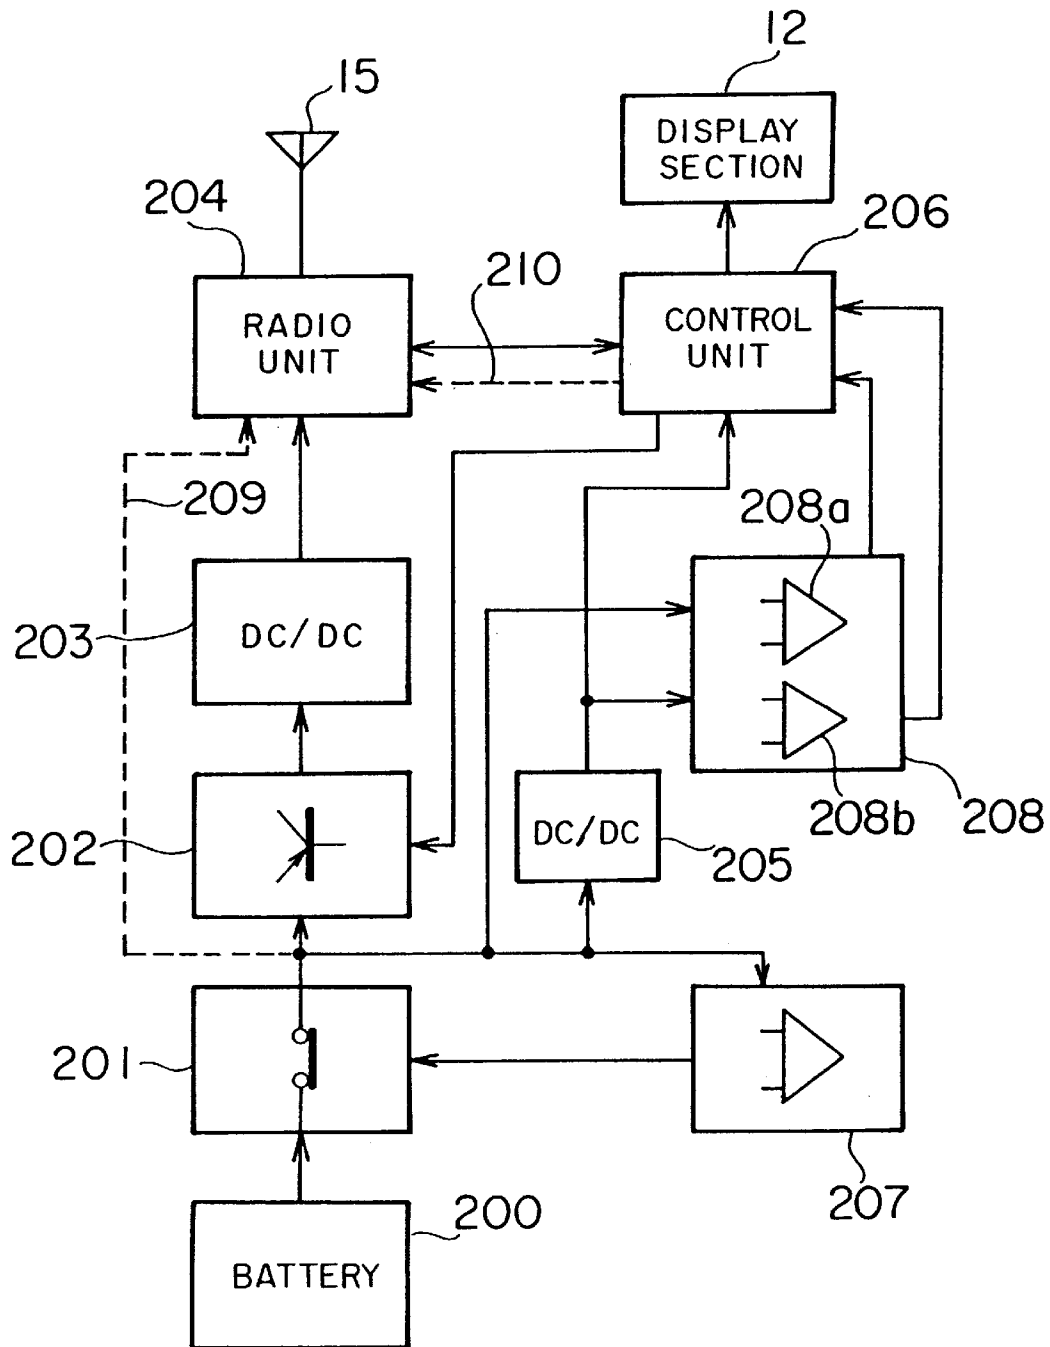 12
15
DISPLAY
SECTION
204
206
210
RADIO
UNIT
CONTROL
UNIT
209
208a
203
DC/DC
202
DC/DC
205
208b
208
201
207
200
BATTERY